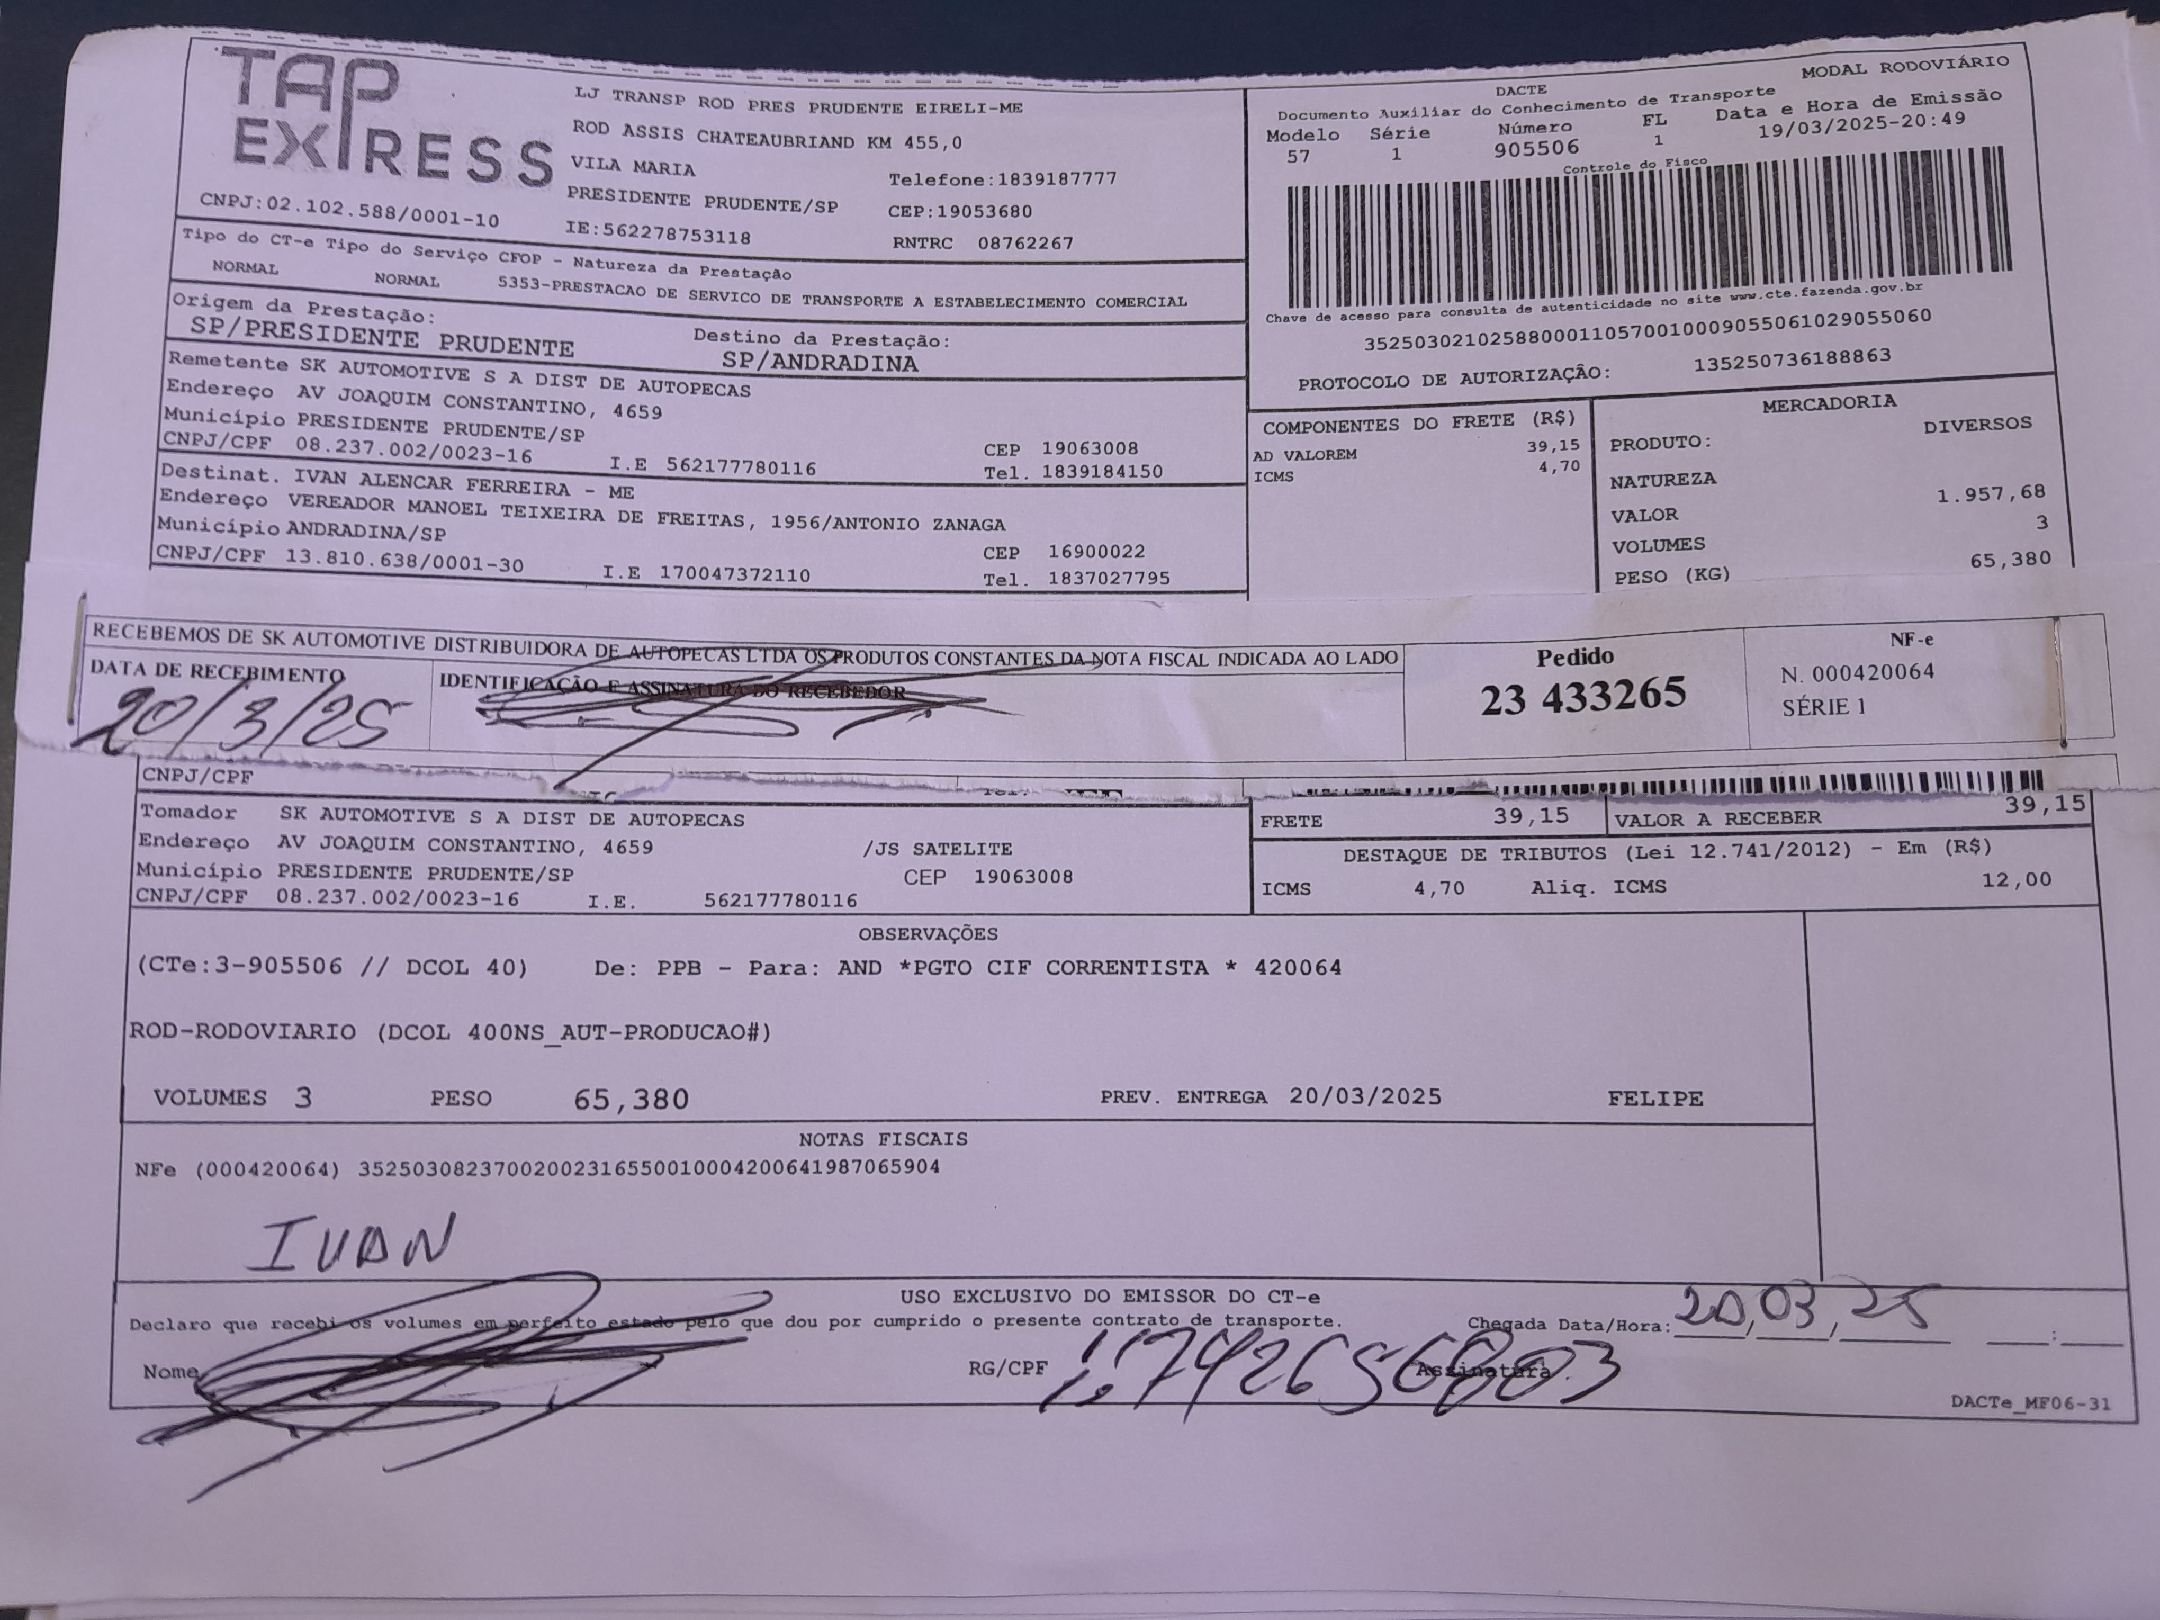 TAP
EXPRESS
LJ TRANSP ROD PRES PRUDENTE EIRELI-ME
ROD ASSIS CHATEAUBRIAND KM 455,0
VILA MARIA
Telefone:1839187777
PRESIDENTE PRUDENTE/SP CEP:19053680
CNPJ:02.102.588/0001-10 IE:562278753118 RNTRC 08762267
DACTE MODAL RODOVIÁRIO
Documento Auxiliar do Conhecimento de Transporte
Modelo Série Número FL Data e Hora de Emissão
57 1 905506 1 19/03/2025-20:49
Controle do Fisco
Chave de acesso para consulta de autenticidade no site www.cte.fazenda.gov.br
35250302102588000110570010009055061029055060
PROTOCOLO DE AUTORIZAÇÃO: 135250736188863
Tipo do CT-e Tipo do Serviço CFOP - Natureza da Prestação
NORMAL NORMAL 5353-PRESTACAO DE SERVICO DE TRANSPORTE A ESTABELECIMENTO COMERCIAL
Origem da Prestação: Destino da Prestação:
SP/PRESIDENTE PRUDENTE SP/ANDRADINA
Remetente SK AUTOMOTIVE S A DIST DE AUTOPECAS
Endereço AV JOAQUIM CONSTANTINO, 4659
Município PRESIDENTE PRUDENTE/SP CEP 19063008
CNPJ/CPF 08.237.002/0023-16 I.E 562177780116 Tel. 1839184150
Destinat. IVAN ALENCAR FERREIRA - ME
Endereço VEREADOR MANOEL TEIXEIRA DE FREITAS, 1956/ANTONIO ZANAGA
Município ANDRADINA/SP CEP 16900022
CNPJ/CPF 13.810.638/0001-30 I.E 170047372110 Tel. 1837027795
COMPONENTES DO FRETE (R$)
AD VALOREM 39,15
ICMS 4,70
MERCADORIA
PRODUTO: DIVERSOS
NATUREZA
VALOR 1.957,68
VOLUMES 3
PESO (KG) 65,380
RECEBEMOS DE SK AUTOMOTIVE DISTRIBUIDORA DE AUTOPECAS LTDA OS PRODUTOS CONSTANTES DA NOTA FISCAL INDICADA AO LADO
DATA DE RECEBIMENTO IDENTIFICAÇÃO E ASSINATURA DO RECEBEDOR
20/3/25
Pedido
23 433265
NF-e
N. 000420064
SÉRIE 1
CNPJ/CPF
Tomador SK AUTOMOTIVE S A DIST DE AUTOPECAS
Endereço AV JOAQUIM CONSTANTINO, 4659 /JS SATELITE
Município PRESIDENTE PRUDENTE/SP CEP 19063008
CNPJ/CPF 08.237.002/0023-16 I.E. 562177780116
FRETE 39,15 VALOR A RECEBER 39,15
DESTAQUE DE TRIBUTOS (Lei 12.741/2012) - Em (R$)
ICMS 4,70 Aliq. ICMS 12,00
OBSERVAÇÕES
(CTe:3-905506 // DCOL 40) De: PPB - Para: AND *PGTO CIF CORRENTISTA * 420064
ROD-RODOVIARIO (DCOL 400NS_AUT-PRODUCAO#)
VOLUMES 3 PESO 65,380 PREV. ENTREGA 20/03/2025 FELIPE
NOTAS FISCAIS
NFe (000420064) 35250308237002002316550010004200641987065904
IVAN
USO EXCLUSIVO DO EMISSOR DO CT-e
Declaro que recebi os volumes em perfeito estado pelo que dou por cumprido o presente contrato de transporte. Chegada Data/Hora: 20/03/25 :
Nome RG/CPF Assinatura
DACTe_MF06-31